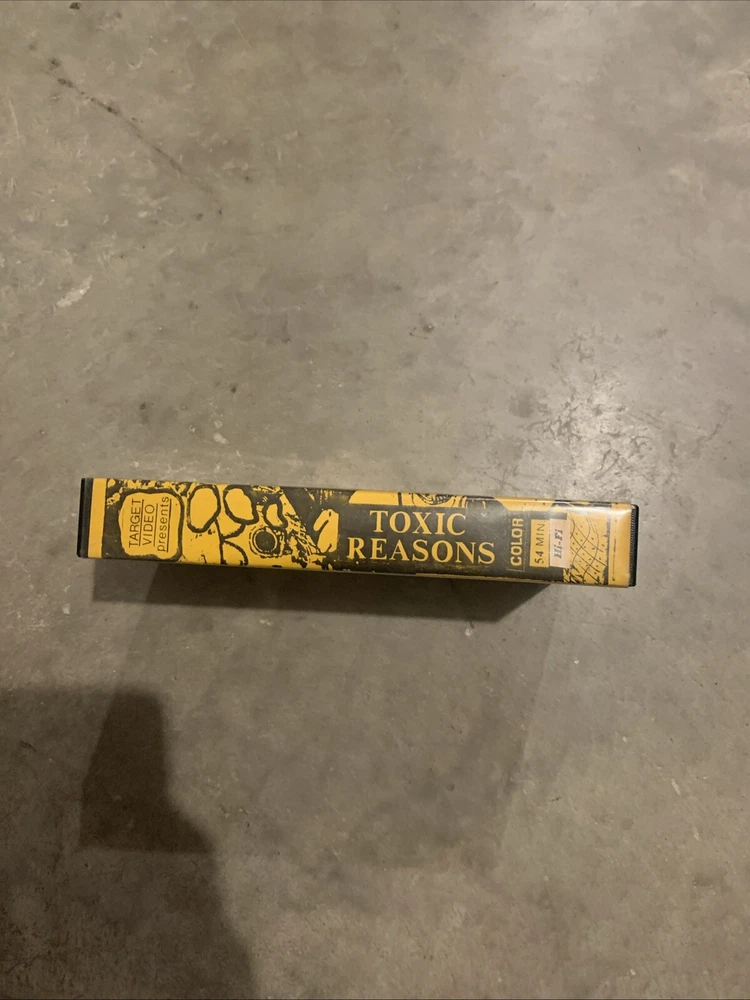 TARGET
VIDEO
presents
TOXIC
REASONS
COLOR
54 MIN.
Hi-Fi